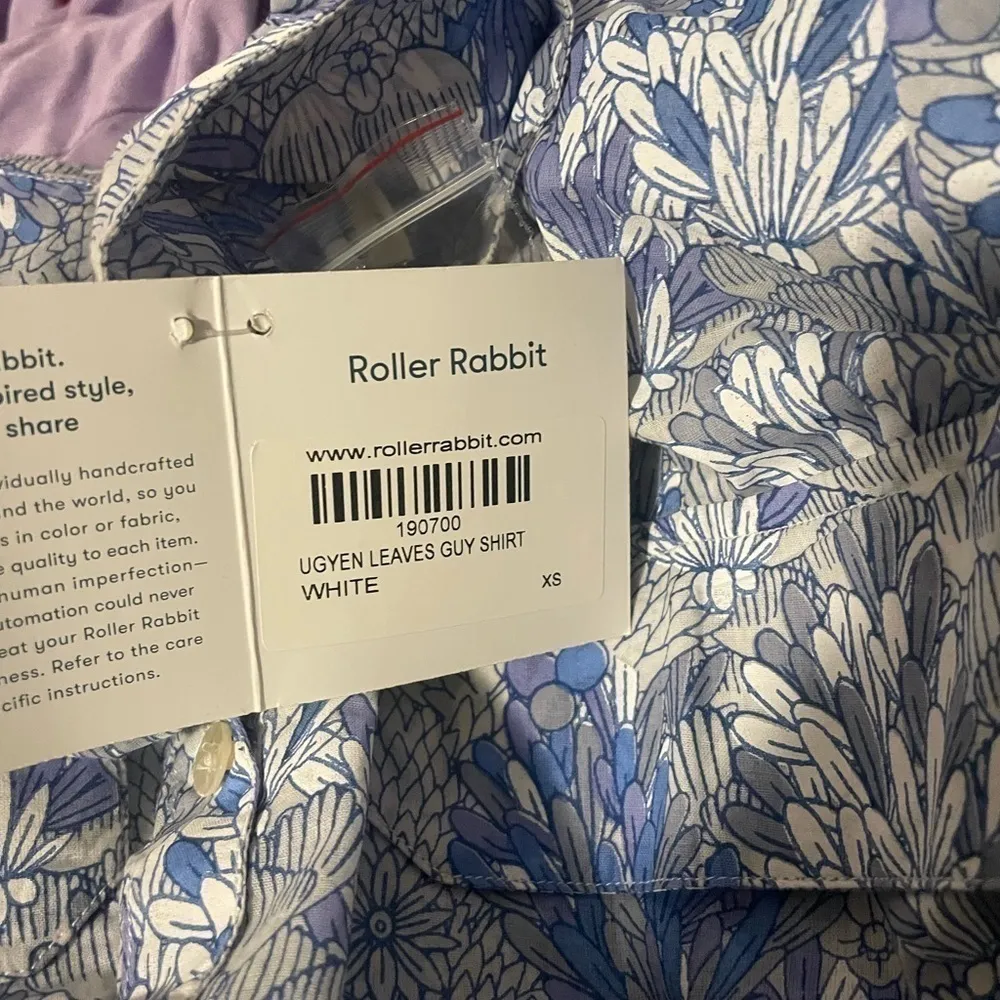 bbit.
pired style,
share
vidually handcrafted
nd the world, so you
s in color or fabric,
e quality to each item.
human imperfection—
utomation could never
eat your Roller Rabbit
ness. Refer to the care
cific instructions.
Roller Rabbit
www.rollerrabbit.com
190700
UGYEN LEAVES GUY SHIRT
WHITE XS